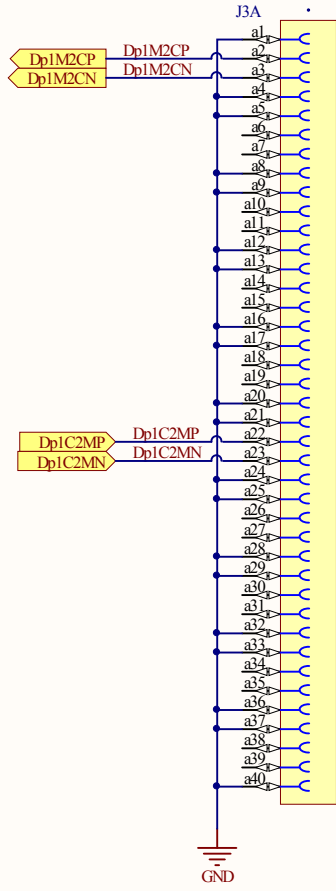 J3A
a1
Dp1M2CP Dp1M2CP a2
Dp1M2CN Dp1M2CN a3
a4
a5
a6
a7
a8
a9
a10
a11
a12
a13
a14
a15
a16
a17
a18
a19
a20
a21
Dp1C2MP Dp1C2MP a22
Dp1C2MN Dp1C2MN a23
a24
a25
a26
a27
a28
a29
a30
a31
a32
a33
a34
a35
a36
a37
a38
a39
a40
GND